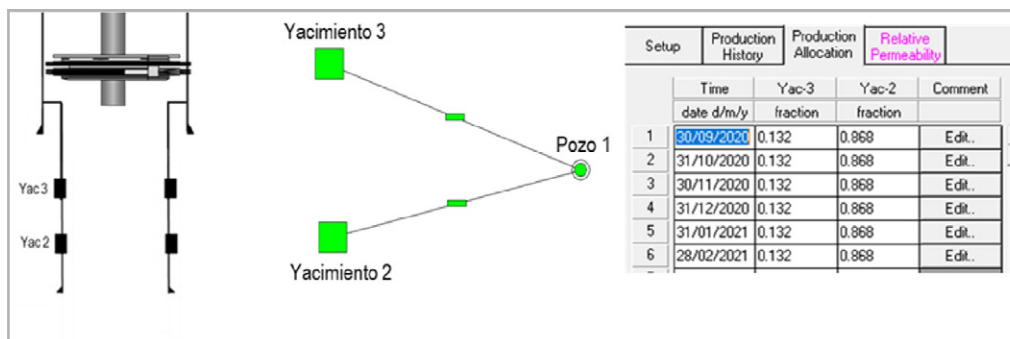 Yac3
Yac2
Yacimiento 3
Pozo 1
Yacimiento 2
Setup Production History Production Allocation Relative Permeability
Time Yac-3 Yac-2 Comment
date d/m/y fraction fraction
1 30/09/2020 0.132 0.868 Edit..
2 31/10/2020 0.132 0.868 Edit..
3 30/11/2020 0.132 0.868 Edit..
4 31/12/2020 0.132 0.868 Edit..
5 31/01/2021 0.132 0.868 Edit..
6 28/02/2021 0.132 0.868 Edit..